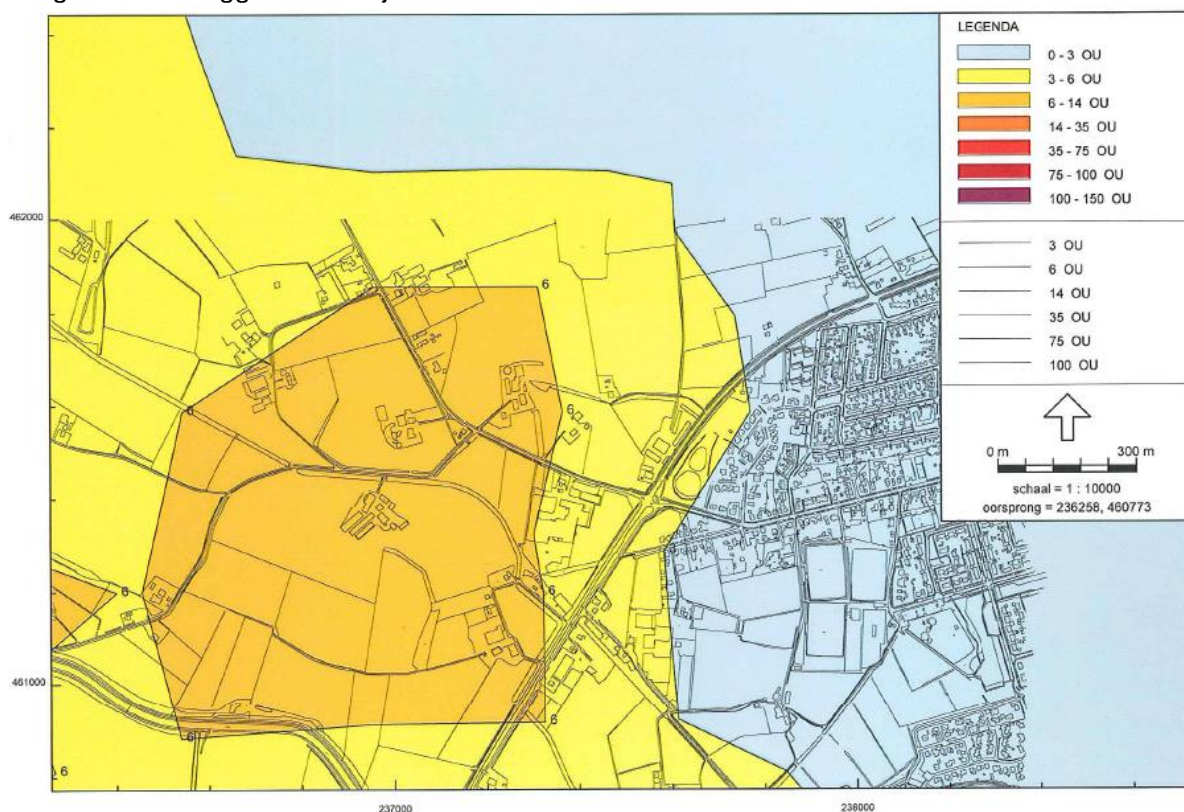 LEGENDA
0 - 3 OU
3 - 6 OU
6 - 14 OU
14 - 35 OU
35 - 75 OU
75 - 100 OU
100 - 150 OU
3 OU
6 OU
14 OU
35 OU
75 OU
100 OU
0 m 300 m
schaal = 1 : 10000
oorsprong = 236258, 460773
462000
6
6
6
6
6
6
461000
6
6
6
237000
238000